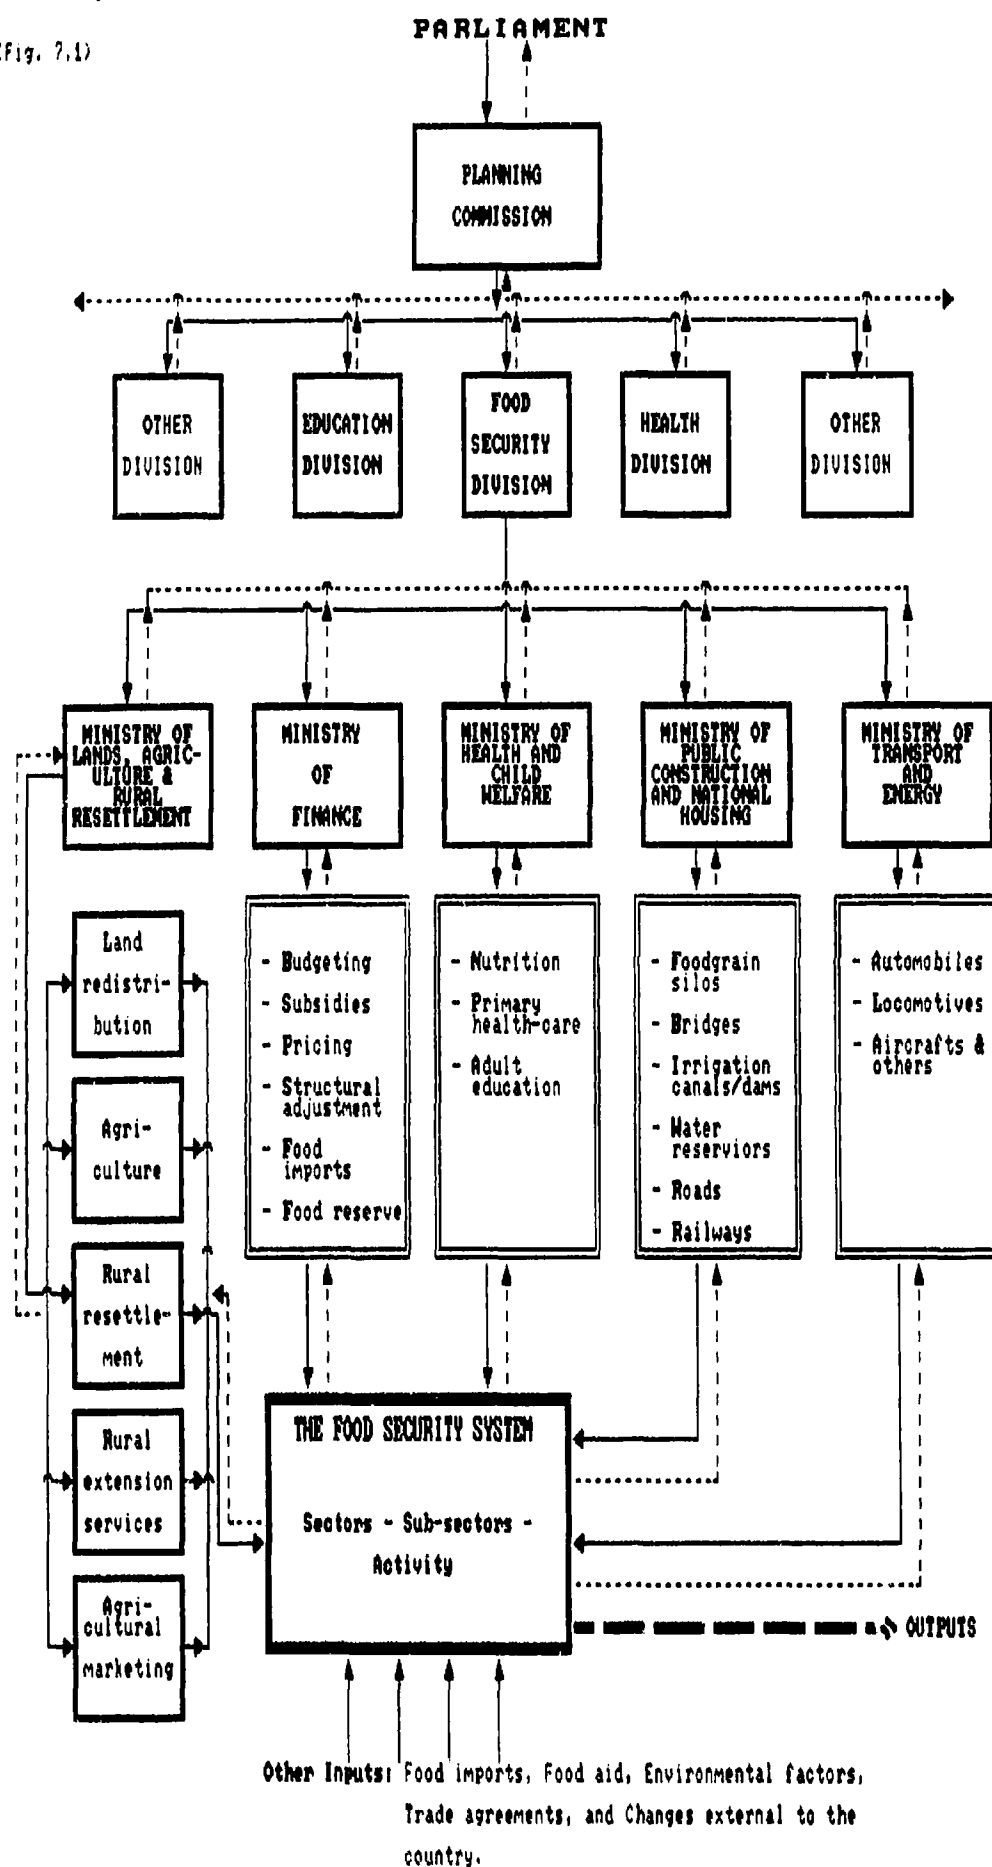 PARLIAMENT
(Fig. 7.1)
PLANNING
COMMISSION
OTHER
DIVISION
EDUCATION
DIVISION
FOOD
SECURITY
DIVISION
HEALTH
DIVISION
OTHER
DIVISION
MINISTRY OF
LANDS, AGRIC-
ULTURE &
RURAL
RESETTLEMENT
MINISTRY
OF
FINANCE
MINISTRY OF
HEALTH AND
CHILD
WELFARE
MINISTRY OF
PUBLIC
CONSTRUCTION
AND NATIONAL
HOUSING
MINISTRY OF
TRANSPORT
AND
ENERGY
Land
redistri-
bution
Agri-
culture
Rural
resettle-
ment
Rural
extension
services
Agri-
cultural
marketing
- Budgeting
- Subsidies
- Pricing
- Structural
adjustment
- Food
imports
- Food reserve
- Nutrition
- Primary
health-care
- Adult
education
- Foodgrain
silos
- Bridges
- Irrigation
canals/dams
- Water
reserviors
- Roads
- Railways
- Automobiles
- Locomotives
- Aircrafts &
others
THE FOOD SECURITY SYSTEM
Sectors - Sub-sectors -
Activity
OUTPUTS
Other Inputs: Food imports, Food aid, Environmental factors,
Trade agreements, and Changes external to the
country.